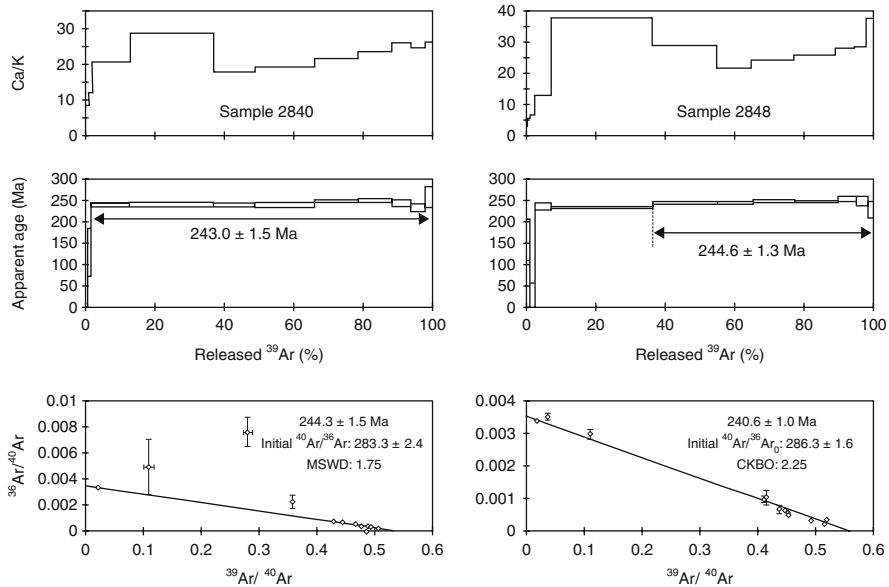 Ca/K
30
20
10
0
Sample 2840
40
30
20
10
0
Sample 2848
Apparent age (Ma)
300
250
200
150
100
50
0
243.0 ± 1.5 Ma
0 20 40 60 80 100
Released ³⁹Ar (%)
300
250
200
150
100
50
0
244.6 ± 1.3 Ma
0 20 40 60 80 100
Released ³⁹Ar (%)
³⁶Ar/⁴⁰Ar
0.01
0.008
0.006
0.004
0.002
0
244.3 ± 1.5 Ma
Initial ⁴⁰Ar/³⁶Ar: 283.3 ± 2.4
MSWD: 1.75
0 0.1 0.2 0.3 0.4 0.5 0.6
³⁹Ar/ ⁴⁰Ar
0.004
0.003
0.002
0.001
0
240.6 ± 1.0 Ma
Initial ⁴⁰Ar/³⁶Ar₀: 286.3 ± 1.6
CKBO: 2.25
0 0.1 0.2 0.3 0.4 0.5 0.6
³⁹Ar/ ⁴⁰Ar